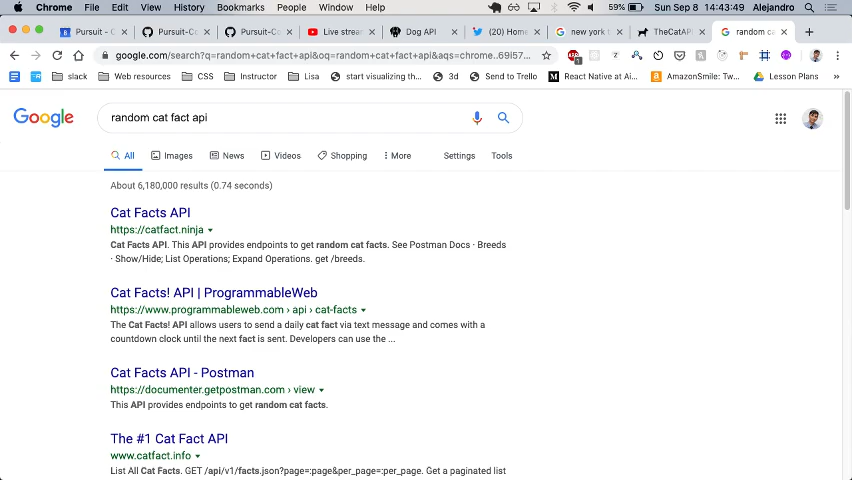 Chrome File Edit View History Bookmarks People Window Help 59% Sun Sep 8 14:43:49 Alejandro
Pursuit - C Pursuit-C Pursuit-C Live strear Dog API (20) Home new york t TheCatAPI random ca
google.com/search?q=random+cat+fact+api&oq=random+cat+fact+api&aqs=chrome..69i57...
slack Web resources CSS Instructor Lisa start visualizing th... 3d Send to Trello React Native at Ai... AmazonSmile: Tw... Lesson Plans
Google
random cat fact api
All Images News Videos Shopping More Settings Tools
About 6,180,000 results (0.74 seconds)
Cat Facts API
https://catfact.ninja
Cat Facts API. This API provides endpoints to get random cat facts. See Postman Docs · Breeds
· Show/Hide; List Operations; Expand Operations. get /breeds.
Cat Facts! API | ProgrammableWeb
https://www.programmableweb.com › api › cat-facts
The Cat Facts! API allows users to send a daily cat fact via text message and comes with a
countdown clock until the next fact is sent. Developers can use the ...
Cat Facts API - Postman
https://documenter.getpostman.com › view
This API provides endpoints to get random cat facts.
The #1 Cat Fact API
www.catfact.info
List All Cat Facts. GET /api/v1/facts.json?page=:page&per_page=:per_page. Get a paginated list